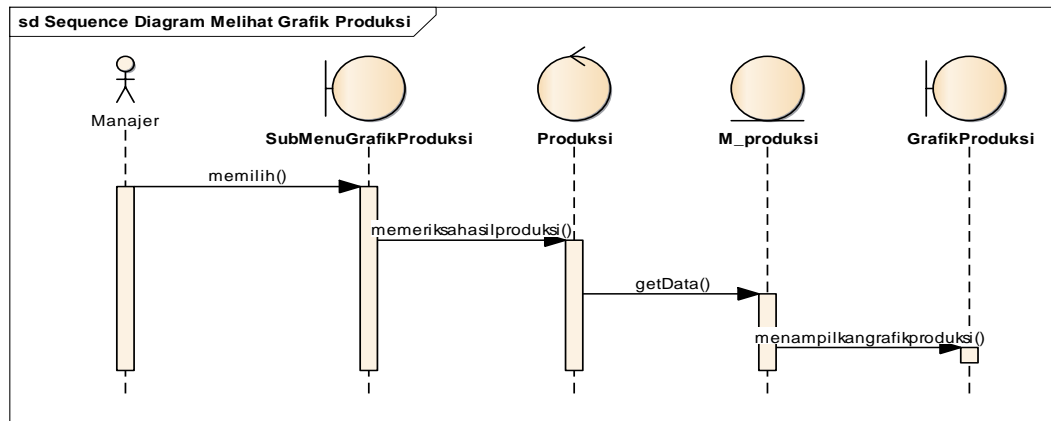 sd Sequence Diagram Melihat Grafik Produksi
Manajer
SubMenuGrafikProduksi
Produksi
M_produksi
GrafikProduksi
memilih()
memeriksahasilproduksi()
getData()
menampilkangrafikproduksi()